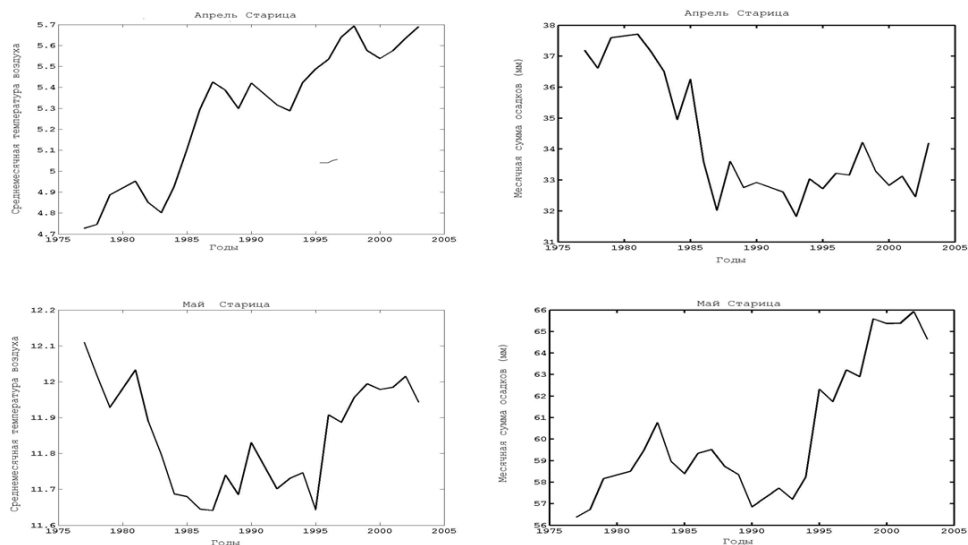 Апрель Старица
Среднемесячная температура воздуха
5.7
5.6
5.5
5.4
5.3
5.2
5.1
5
4.9
4.8
4.7
1975 1980 1985 1990 1995 2000 2005
Годы
Апрель Старица
Месячная сумма осадков (мм)
38
37
36
35
34
33
32
31
1975 1980 1985 1990 1995 2000 2005
Годы
Май Старица
Среднемесячная температура воздуха
12.2
12.1
12
11.9
11.8
11.7
11.6
1975 1980 1985 1990 1995 2000 2005
Годы
Май Старица
Месячная сумма осадков (мм)
66
65
64
63
62
61
60
59
58
57
56
1975 1980 1985 1990 1995 2000 2005
Годы